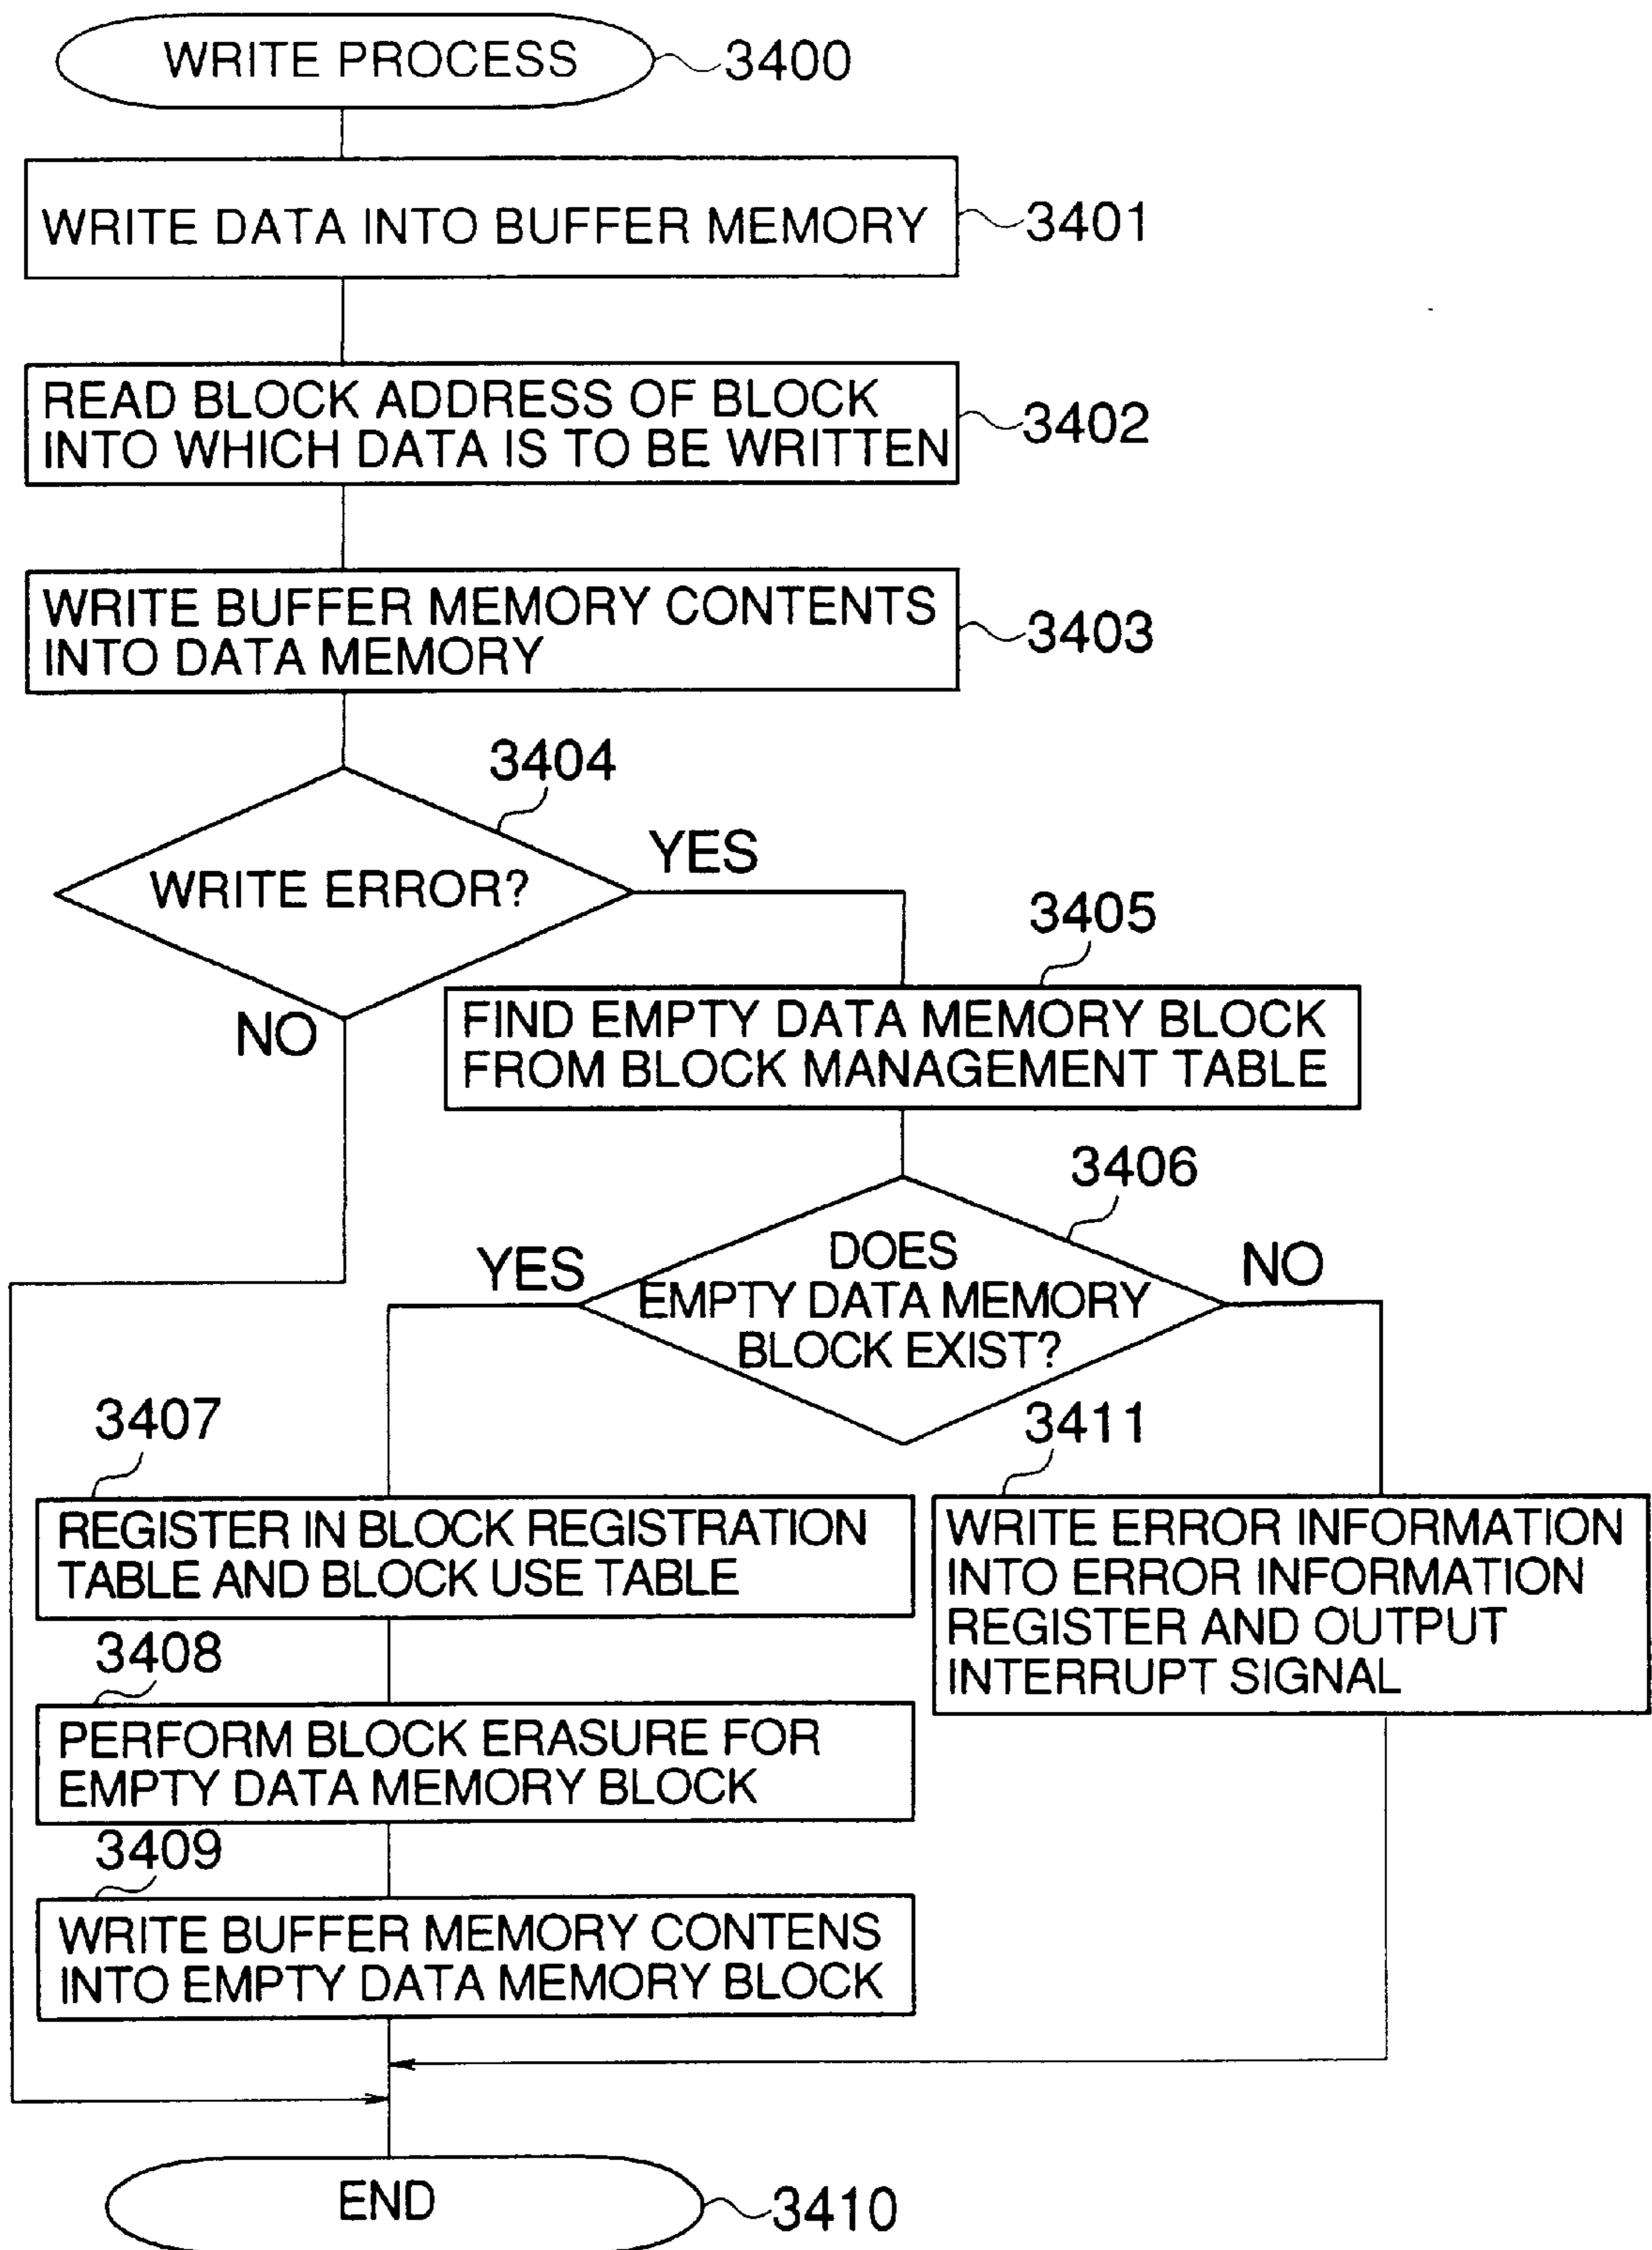 WRITE PROCESS
3400
WRITE DATA INTO BUFFER MEMORY
3401
READ BLOCK ADDRESS OF BLOCK
INTO WHICH DATA IS TO BE WRITTEN
3402
WRITE BUFFER MEMORY CONTENTS
INTO DATA MEMORY
3403
3404
WRITE ERROR?
YES
NO
3405
FIND EMPTY DATA MEMORY BLOCK
FROM BLOCK MANAGEMENT TABLE
3406
DOES
EMPTY DATA MEMORY
BLOCK EXIST?
YES
NO
3407
REGISTER IN BLOCK REGISTRATION
TABLE AND BLOCK USE TABLE
3411
WRITE ERROR INFORMATION
INTO ERROR INFORMATION
REGISTER AND OUTPUT
INTERRUPT SIGNAL
3408
PERFORM BLOCK ERASURE FOR
EMPTY DATA MEMORY BLOCK
3409
WRITE BUFFER MEMORY CONTENS
INTO EMPTY DATA MEMORY BLOCK
END
3410